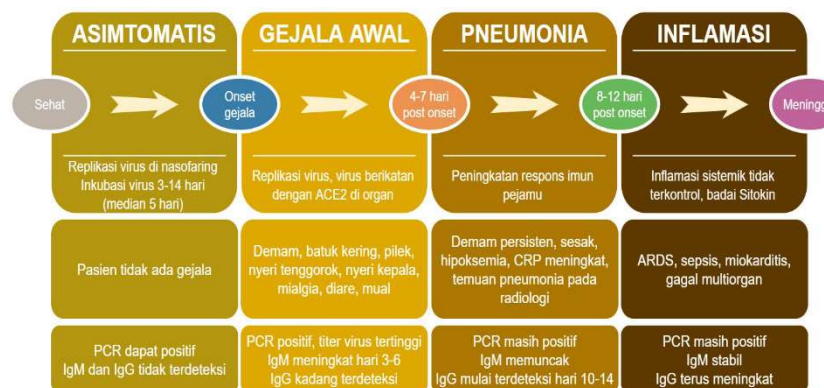 ASIMTOMATIS
GEJALA AWAL
PNEUMONIA
INFLAMASI
Sehat
Onset
gejala
4-7 hari
post onset
8-12 hari
post onset
Mening
Replikasi virus di nasofaring
Inkubasi virus 3-14 hari
(median 5 hari)
Replikasi virus, virus berikatan
dengan ACE2 di organ
Peningkatan respons imun
pejamu
Inflamasi sistemik tidak
terkontrol, badai Sitokin
Pasien tidak ada gejala
Demam, batuk kering, pilek,
nyeri tenggorok, nyeri kepala,
mialgia, diare, mual
Demam persisten, sesak,
hipoksemia, CRP meningkat,
temuan pneumonia pada
radiologi
ARDS, sepsis, miokarditis,
gagal multiorgan
PCR dapat positif
IgM dan IgG tidak terdeteksi
PCR positif, titer virus tertinggi
IgM meningkat hari 3-6
IgG kadang terdeteksi
PCR masih positif
IgM memuncak
IgG mulai terdeteksi hari 10-14
PCR masih positif
IgM stabil
IgG terus meningkat